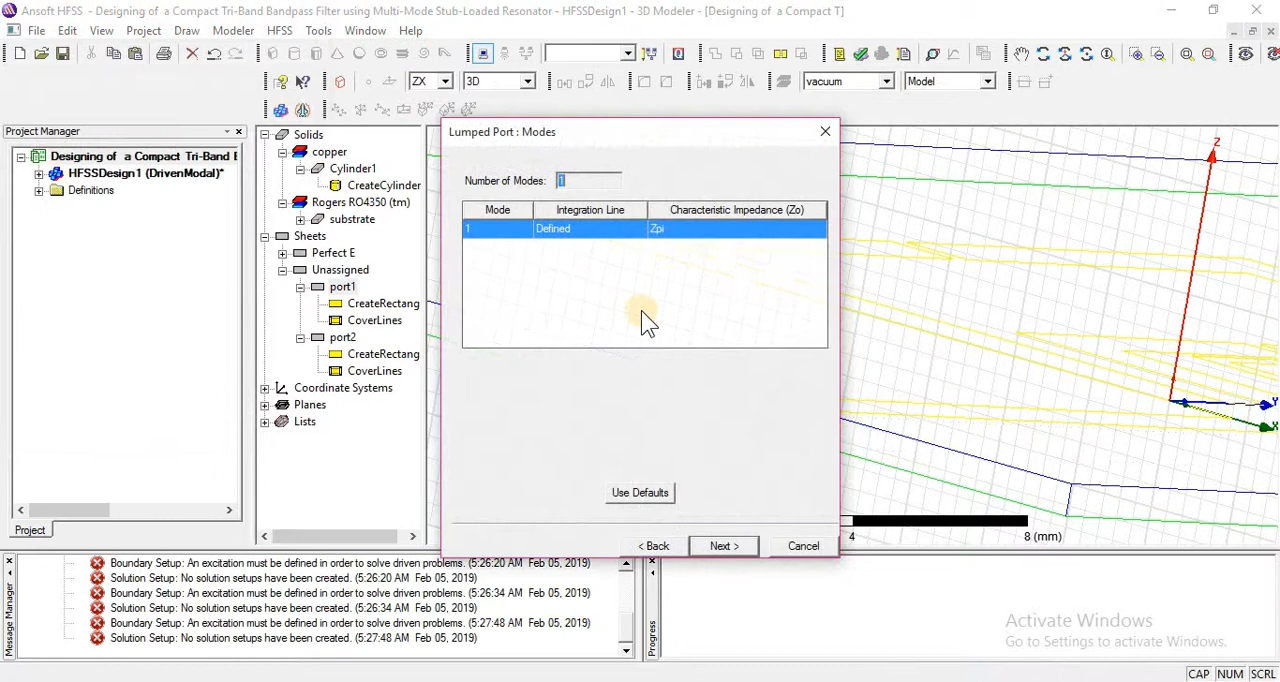 Ansoft HFSS - Designing of a Compact Tri-Band Bandpass Filter using Multi-Mode Stub-Loaded Resonator - HFSSDesign1 - 3D Modeler - [Designing of a Compact T]
File Edit View Project Draw Modeler HFSS Tools Window Help
ZX 3D vacuum Model
Project Manager
Designing of a Compact Tri-Band E
HFSSDesign1 (DrivenModal)*
Definitions
Project
Solids
copper
Cylinder1
CreateCylinder
Rogers RO4350 (tm)
substrate
Sheets
Perfect E
Unassigned
port1
CreateRectang
CoverLines
port2
CreateRectang
CoverLines
Coordinate Systems
Planes
Lists
Lumped Port : Modes
Number of Modes: 1
Mode Integration Line Characteristic Impedance (Zo)
1 Defined Zpi
Use Defaults
< Back Next > Cancel
Z
Y
X
4 8 (mm)
Message Manager
Boundary Setup: An excitation must be defined in order to solve driven problems. (5:26:20 AM Feb 05, 2019)
Solution Setup: No solution setups have been created. (5:26:20 AM Feb 05, 2019)
Boundary Setup: An excitation must be defined in order to solve driven problems. (5:26:34 AM Feb 05, 2019)
Solution Setup: No solution setups have been created. (5:26:34 AM Feb 05, 2019)
Boundary Setup: An excitation must be defined in order to solve driven problems. (5:27:48 AM Feb 05, 2019)
Solution Setup: No solution setups have been created. (5:27:48 AM Feb 05, 2019)
Progress
Activate Windows
Go to Settings to activate Windows.
CAP NUM SCRL